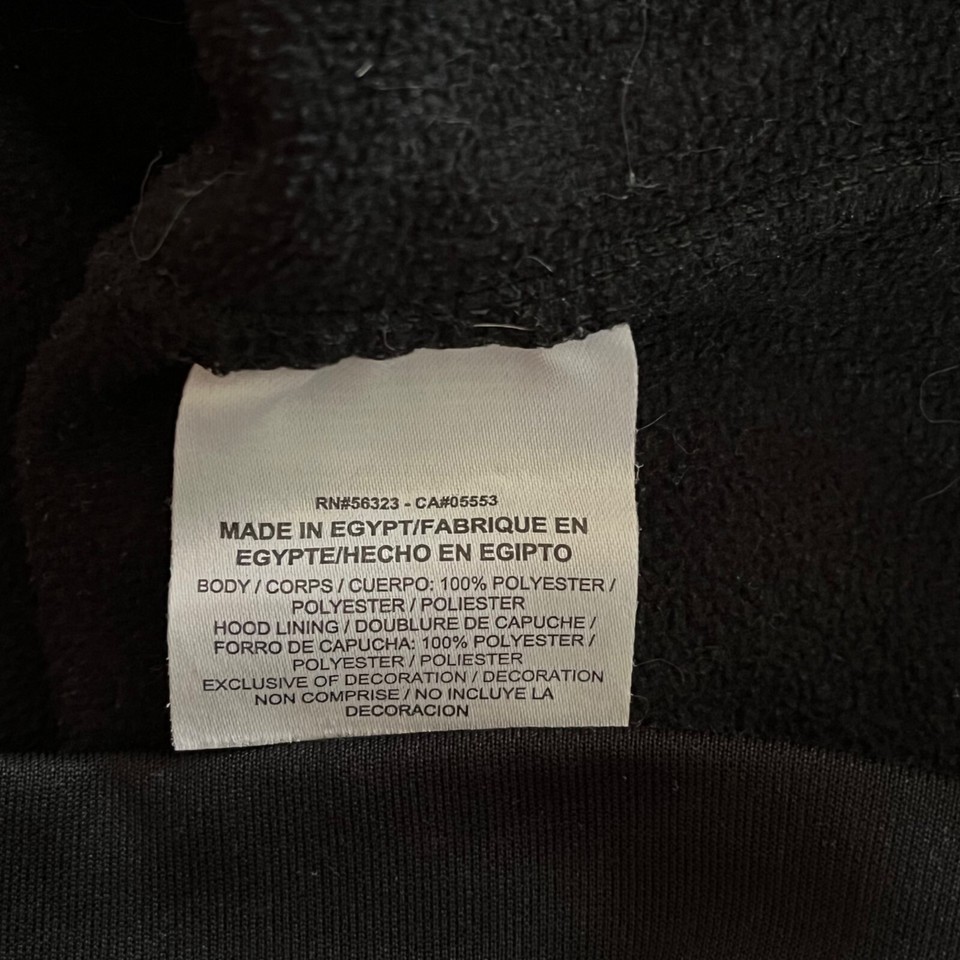 RN#56323 - CA#05553
MADE IN EGYPT/FABRIQUE EN
EGYPTE/HECHO EN EGIPTO
BODY / CORPS / CUERPO: 100% POLYESTER /
POLYESTER / POLIESTER
HOOD LINING / DOUBLURE DE CAPUCHE /
FORRO DE CAPUCHA: 100% POLYESTER /
POLYESTER / POLIESTER
EXCLUSIVE OF DECORATION / DECORATION
NON COMPRISE / NO INCLUYE LA
DECORACION